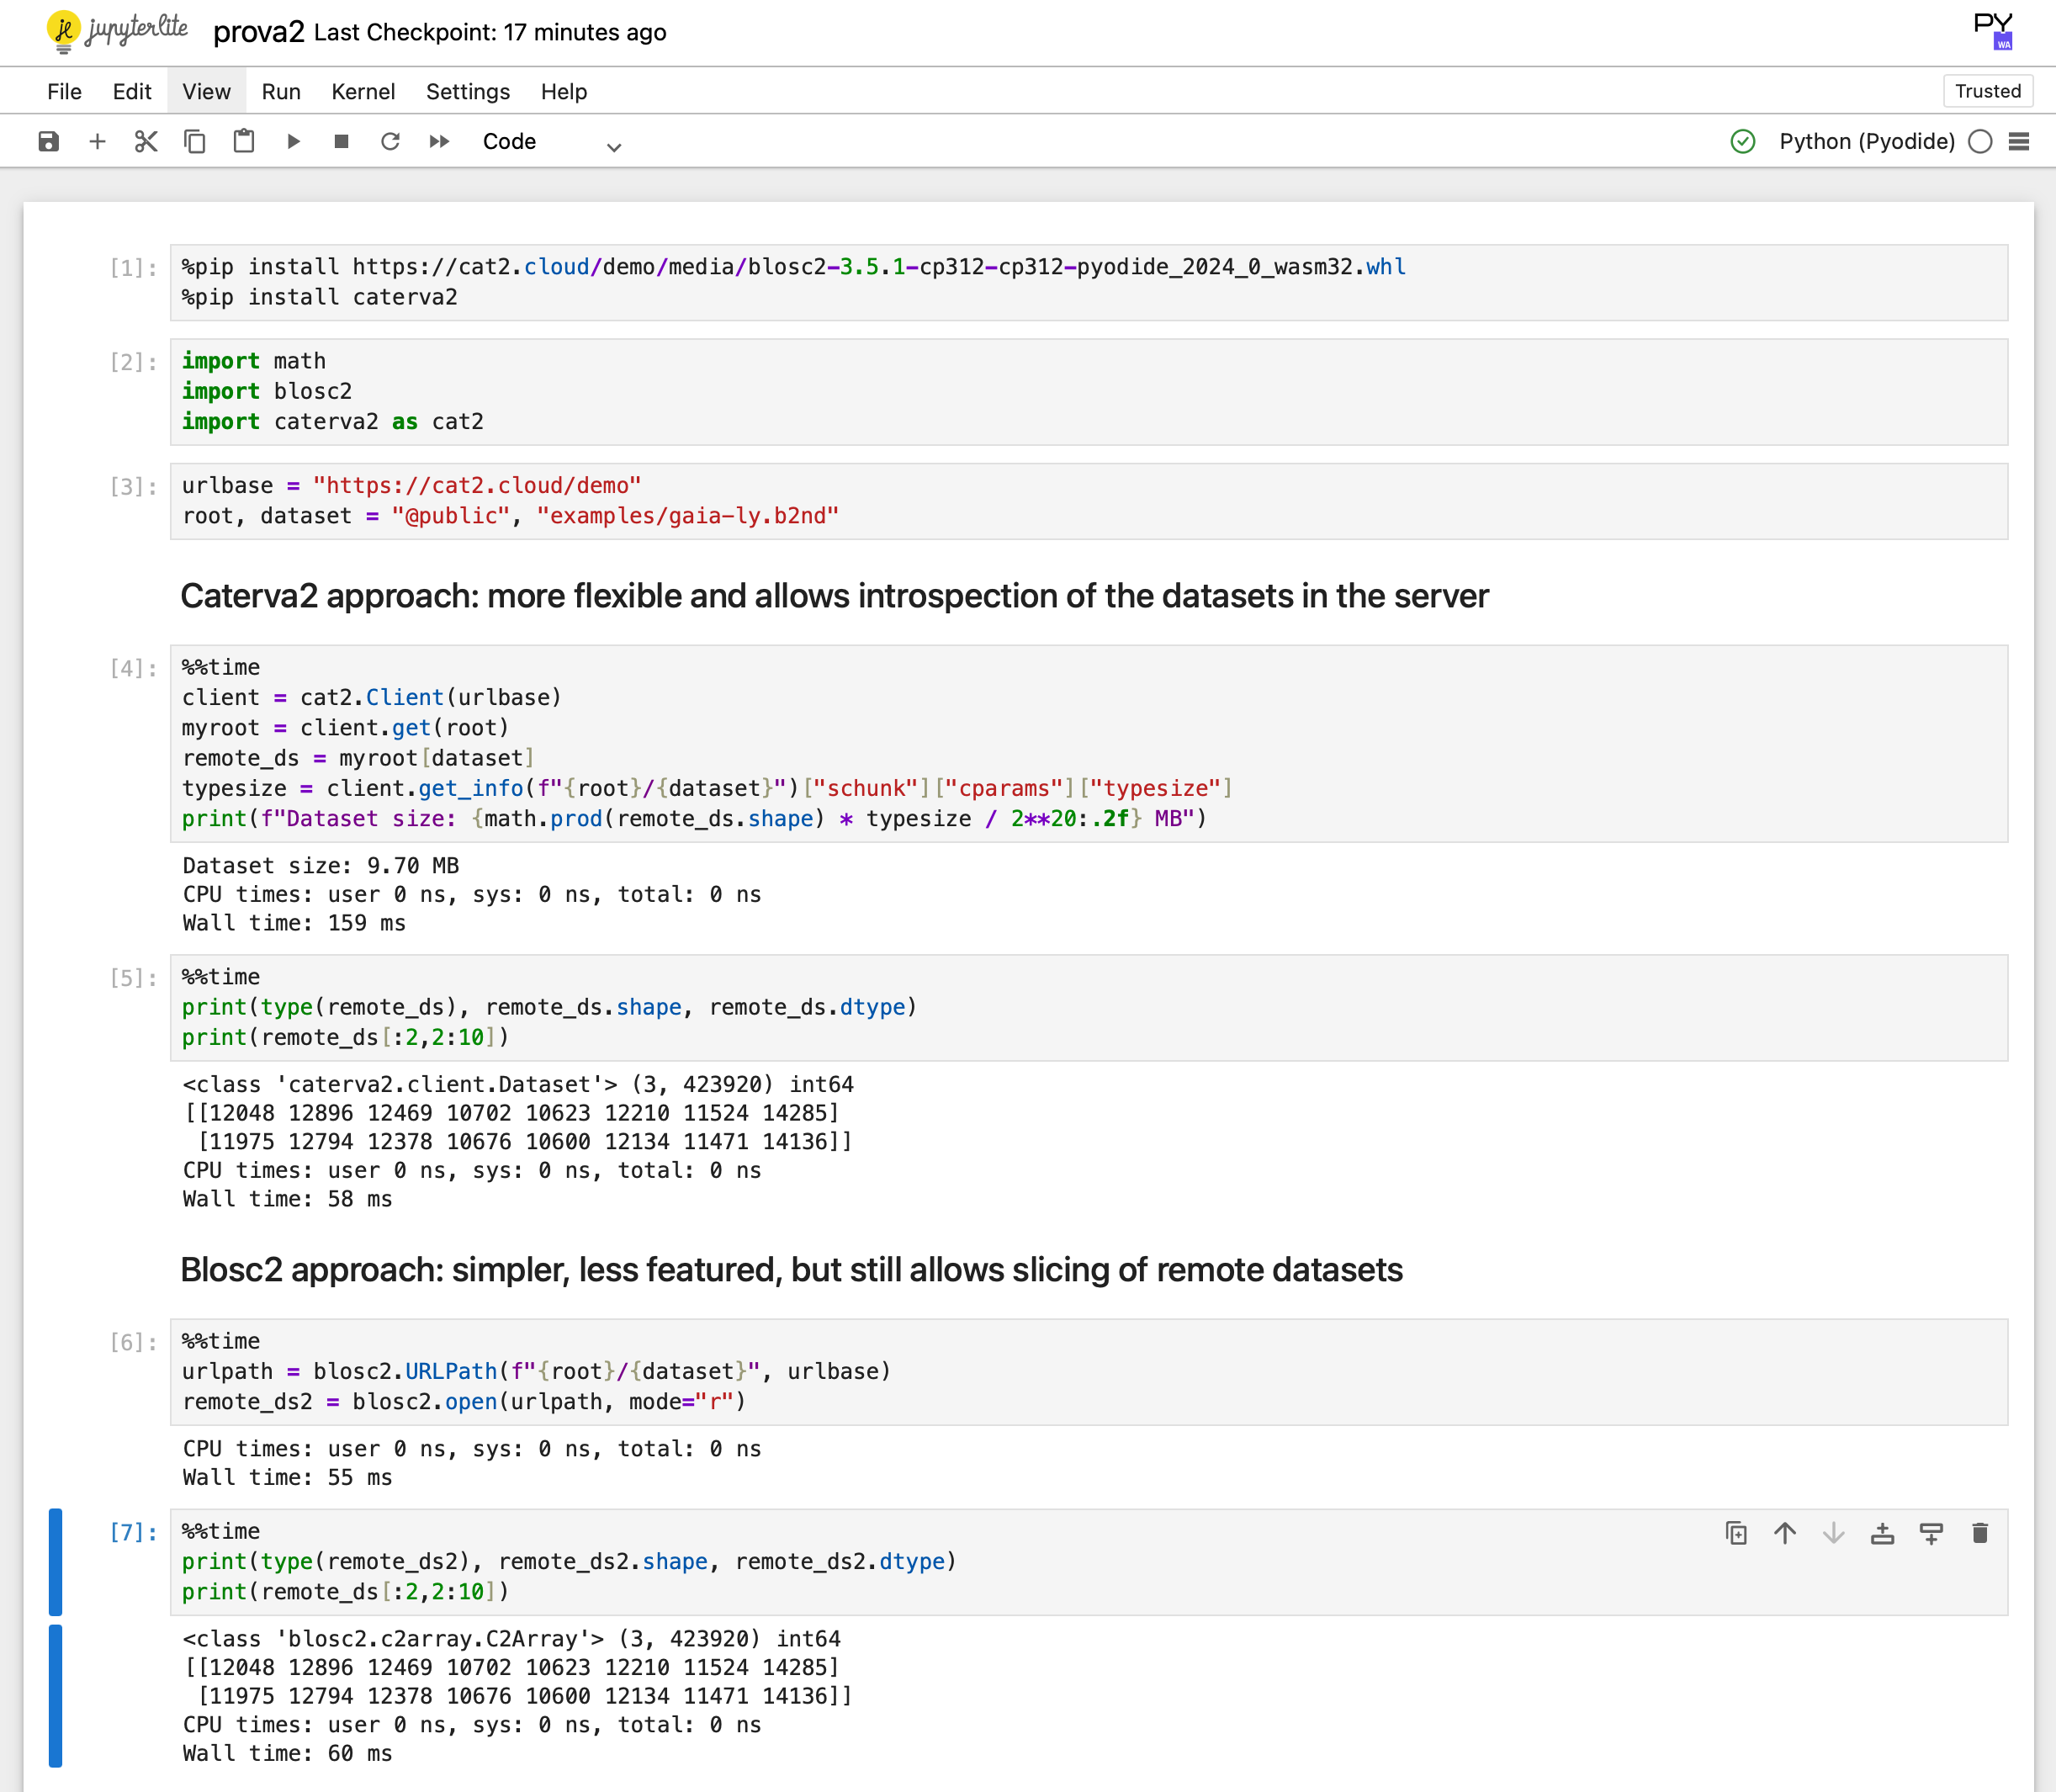 jupyterlite prova2 Last Checkpoint: 17 minutes ago PY WA
File Edit View Run Kernel Settings Help Trusted
Code Python (Pyodide)
[1]: %pip install https://cat2.cloud/demo/media/blosc2-3.5.1-cp312-cp312-pyodide_2024_0_wasm32.whl
%pip install caterva2
[2]: import math
import blosc2
import caterva2 as cat2
[3]: urlbase = "https://cat2.cloud/demo"
root, dataset = "@public", "examples/gaia-ly.b2nd"
Caterva2 approach: more flexible and allows introspection of the datasets in the server
[4]: %%time
client = cat2.Client(urlbase)
myroot = client.get(root)
remote_ds = myroot[dataset]
typesize = client.get_info(f"{root}/{dataset}")["schunk"]["cparams"]["typesize"]
print(f"Dataset size: {math.prod(remote_ds.shape) * typesize / 2**20:.2f} MB")
Dataset size: 9.70 MB
CPU times: user 0 ns, sys: 0 ns, total: 0 ns
Wall time: 159 ms
[5]: %%time
print(type(remote_ds), remote_ds.shape, remote_ds.dtype)
print(remote_ds[:2,2:10])
<class 'caterva2.client.Dataset'> (3, 423920) int64
[[12048 12896 12469 10702 10623 12210 11524 14285]
[11975 12794 12378 10676 10600 12134 11471 14136]]
CPU times: user 0 ns, sys: 0 ns, total: 0 ns
Wall time: 58 ms
Blosc2 approach: simpler, less featured, but still allows slicing of remote datasets
[6]: %%time
urlpath = blosc2.URLPath(f"{root}/{dataset}", urlbase)
remote_ds2 = blosc2.open(urlpath, mode="r")
CPU times: user 0 ns, sys: 0 ns, total: 0 ns
Wall time: 55 ms
[7]: %%time
print(type(remote_ds2), remote_ds2.shape, remote_ds2.dtype)
print(remote_ds[:2,2:10])
<class 'blosc2.c2array.C2Array'> (3, 423920) int64
[[12048 12896 12469 10702 10623 12210 11524 14285]
[11975 12794 12378 10676 10600 12134 11471 14136]]
CPU times: user 0 ns, sys: 0 ns, total: 0 ns
Wall time: 60 ms